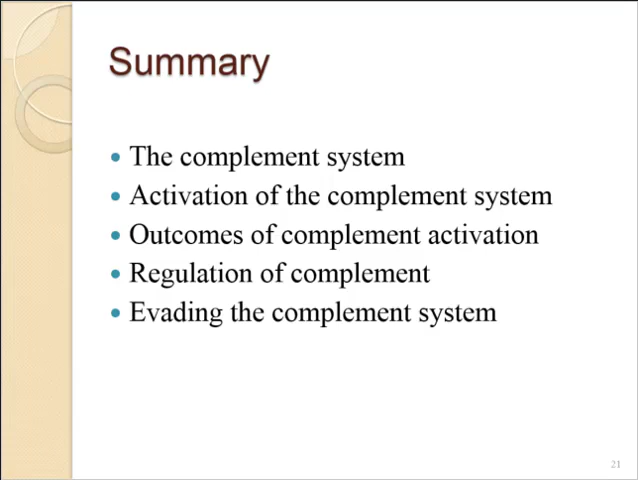 Summary
The complement system
Activation of the complement system
Outcomes of complement activation
Regulation of complement
Evading the complement system
21